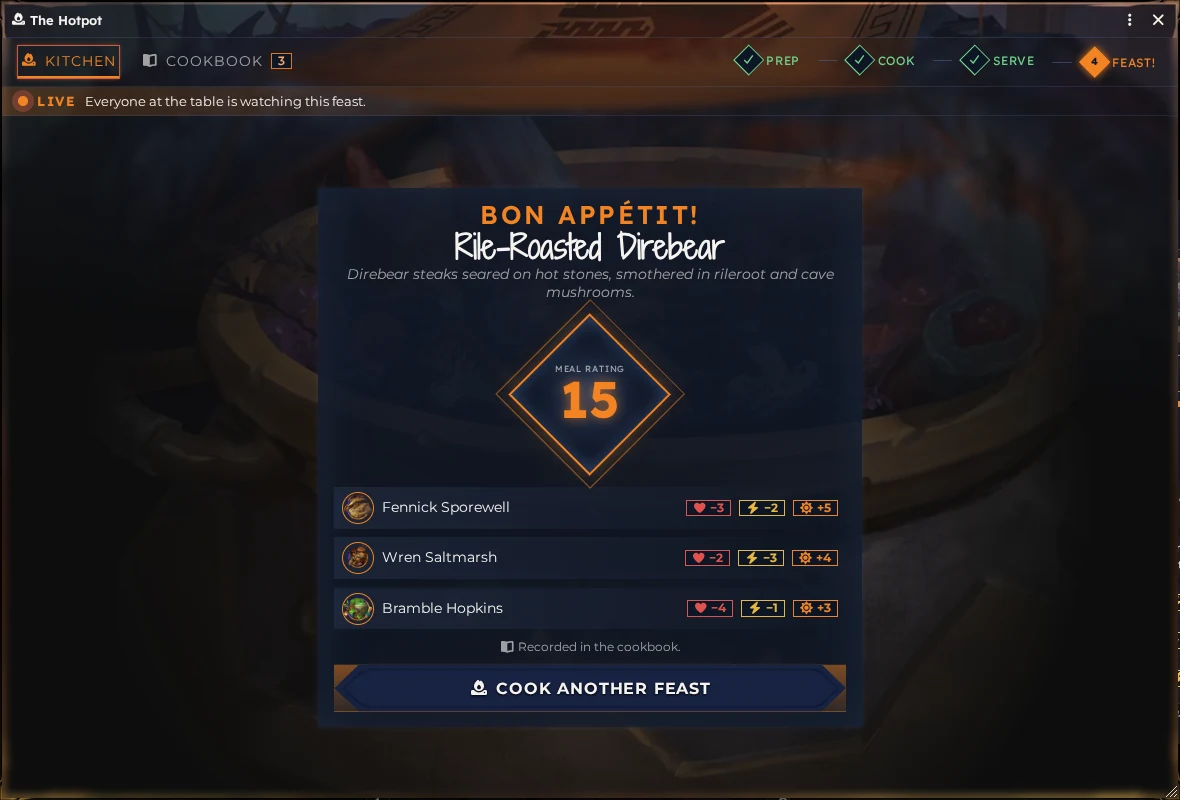 The Hotpot
KITCHEN
COOKBOOK 3
PREP
COOK
SERVE
4 FEAST!
LIVE Everyone at the table is watching this feast.
BON APPÉTIT!
Rile-Roasted Direbear
Direbear steaks seared on hot stones, smothered in rileroot and cave
mushrooms.
MEAL RATING
15
Fennick Sporewell −3 −2 +5
Wren Saltmarsh −2 −3 +4
Bramble Hopkins −4 −1 +3
Recorded in the cookbook.
COOK ANOTHER FEAST